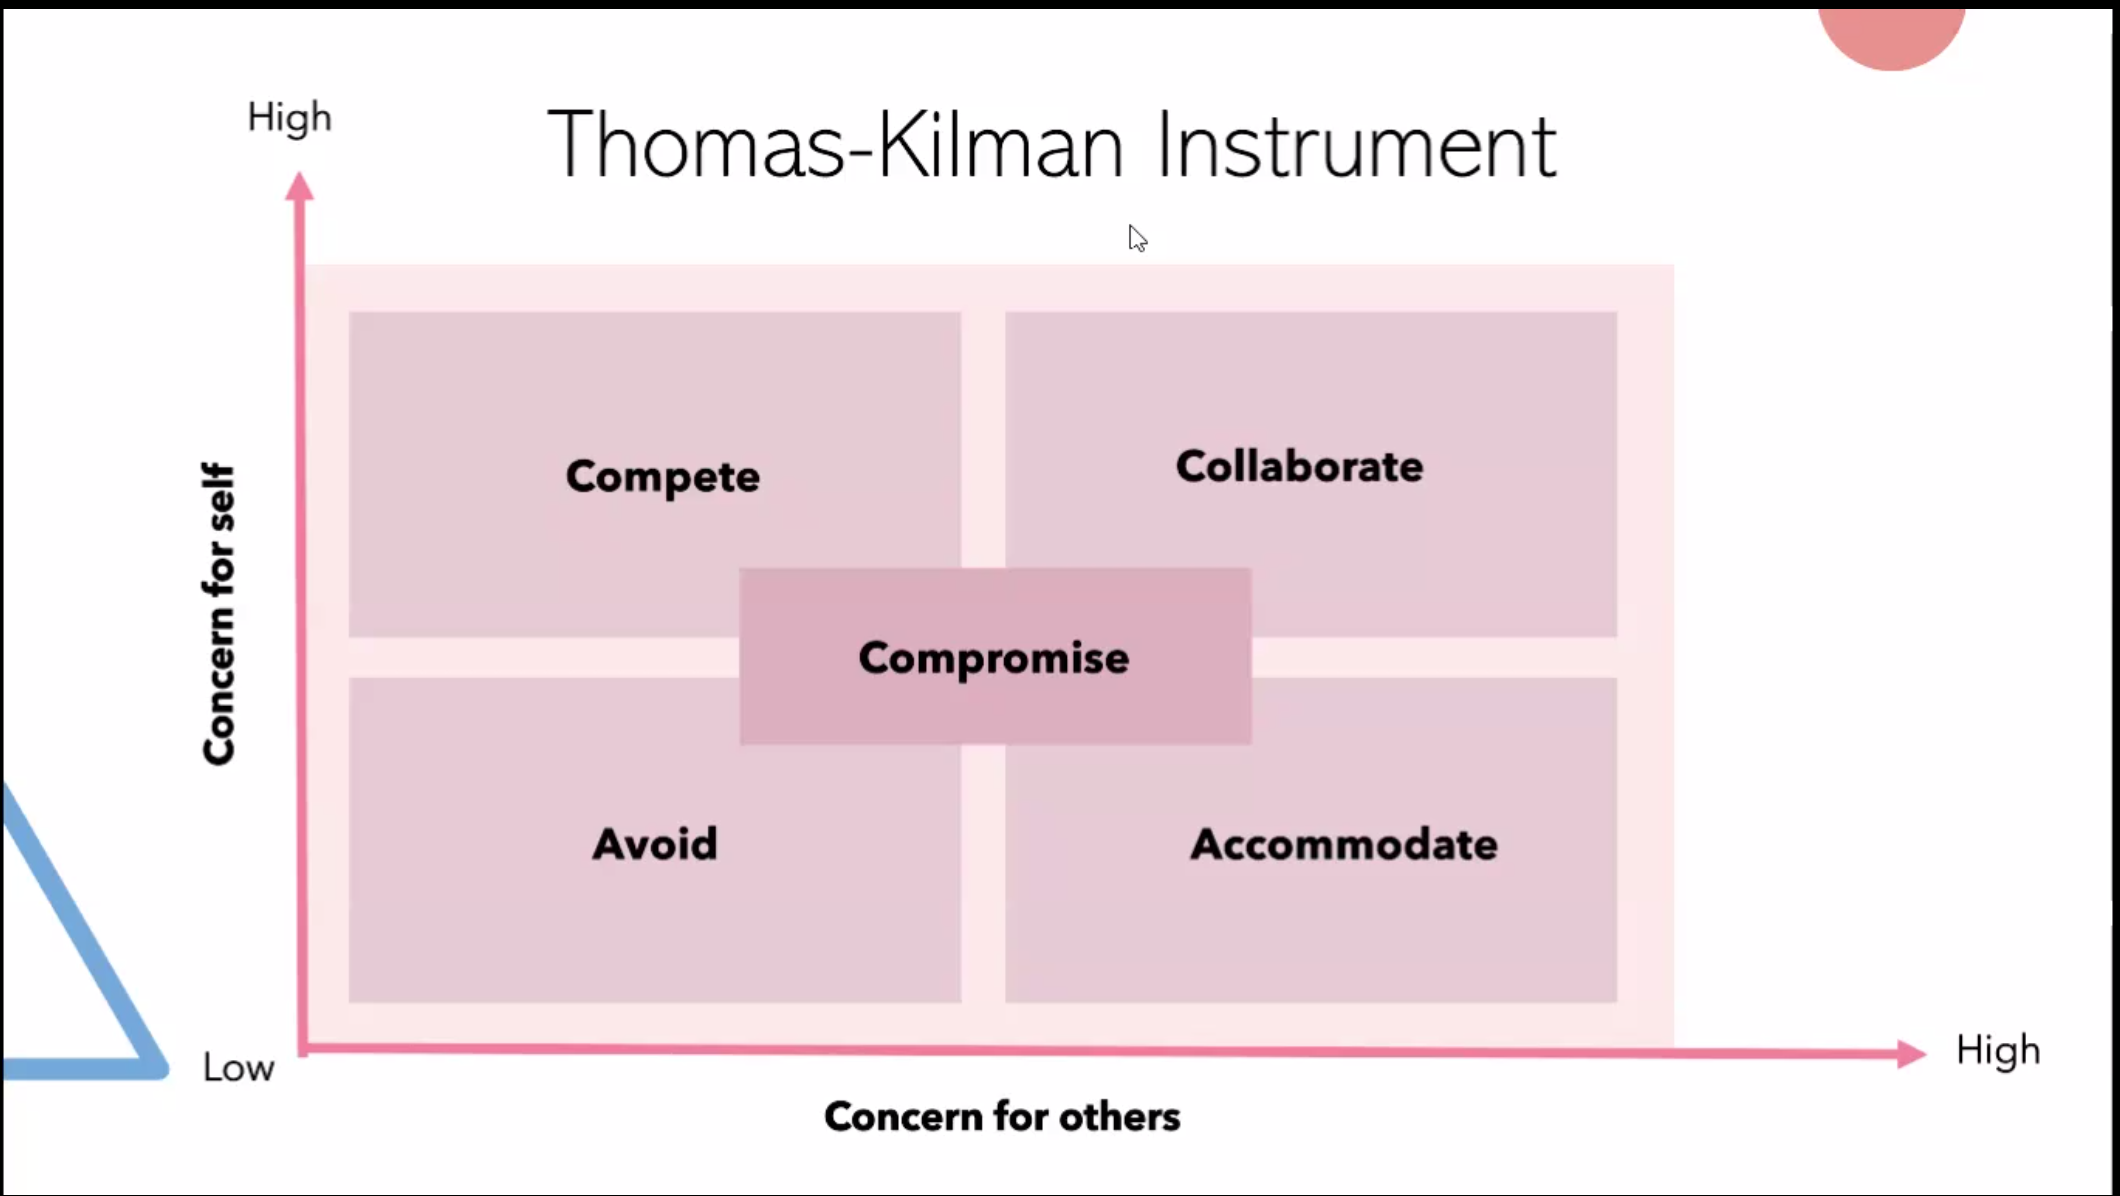 High
Thomas-Kilman Instrument
Concern for self
Compete
Collaborate
Compromise
Avoid
Accommodate
Low
High
Concern for others